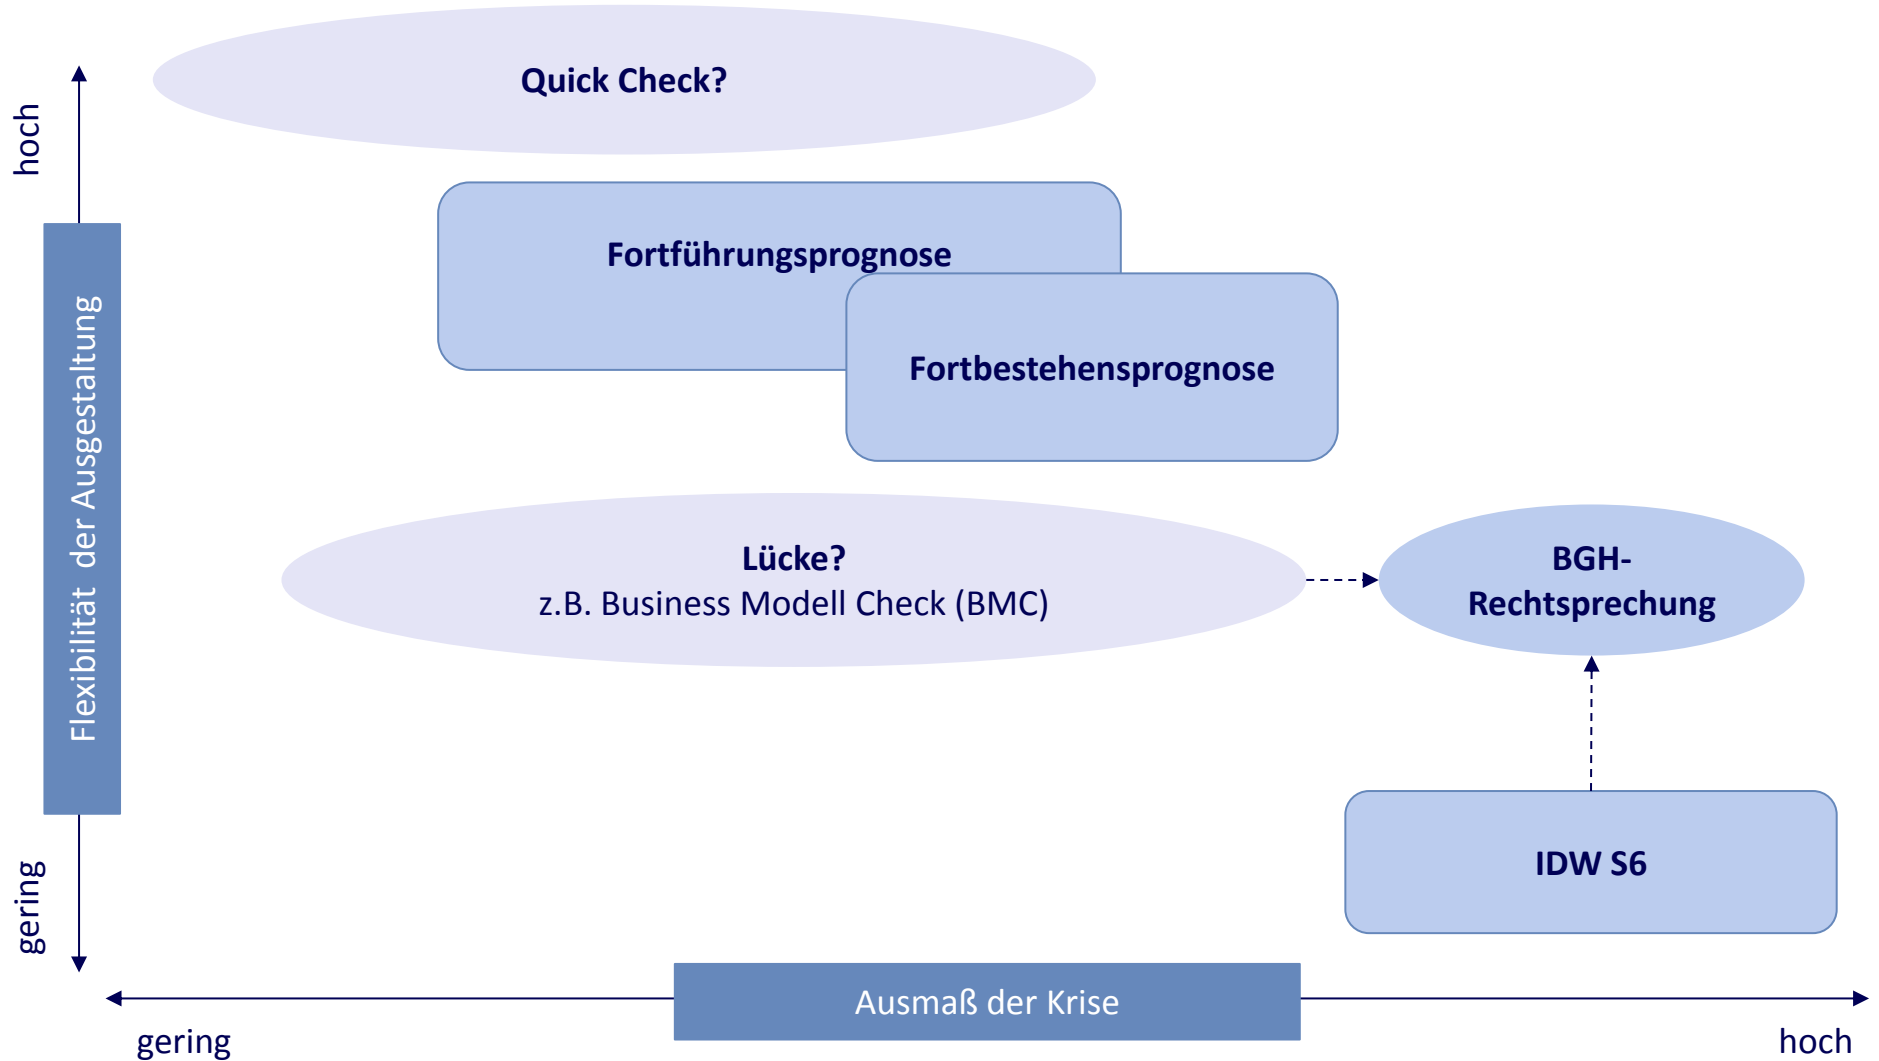 Quick Check?
hoch
Fortführungsprognose
Flexibilität der Ausgestaltung
Fortbestehensprognose
Lücke?
z.B. Business Modell Check (BMC)
BGH-
Rechtsprechung
IDW S6
gering
Ausmaß der Krise
gering
hoch